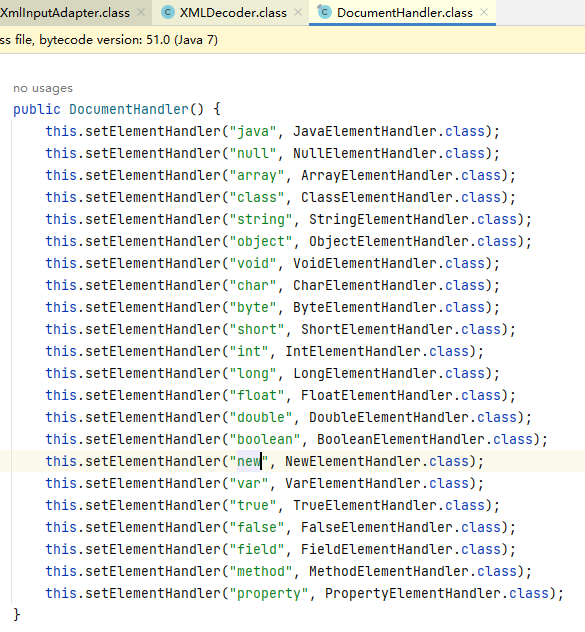 XmlInputAdapter.class XMLDecoder.class DocumentHandler.class
ss file, bytecode version: 51.0 (Java 7)
no usages
public DocumentHandler() {
this.setElementHandler("java", JavaElementHandler.class);
this.setElementHandler("null", NullElementHandler.class);
this.setElementHandler("array", ArrayElementHandler.class);
this.setElementHandler("class", ClassElementHandler.class);
this.setElementHandler("string", StringElementHandler.class);
this.setElementHandler("object", ObjectElementHandler.class);
this.setElementHandler("void", VoidElementHandler.class);
this.setElementHandler("char", CharElementHandler.class);
this.setElementHandler("byte", ByteElementHandler.class);
this.setElementHandler("short", ShortElementHandler.class);
this.setElementHandler("int", IntElementHandler.class);
this.setElementHandler("long", LongElementHandler.class);
this.setElementHandler("float", FloatElementHandler.class);
this.setElementHandler("double", DoubleElementHandler.class);
this.setElementHandler("boolean", BooleanElementHandler.class);
this.setElementHandler("new", NewElementHandler.class);
this.setElementHandler("var", VarElementHandler.class);
this.setElementHandler("true", TrueElementHandler.class);
this.setElementHandler("false", FalseElementHandler.class);
this.setElementHandler("field", FieldElementHandler.class);
this.setElementHandler("method", MethodElementHandler.class);
this.setElementHandler("property", PropertyElementHandler.class);
}